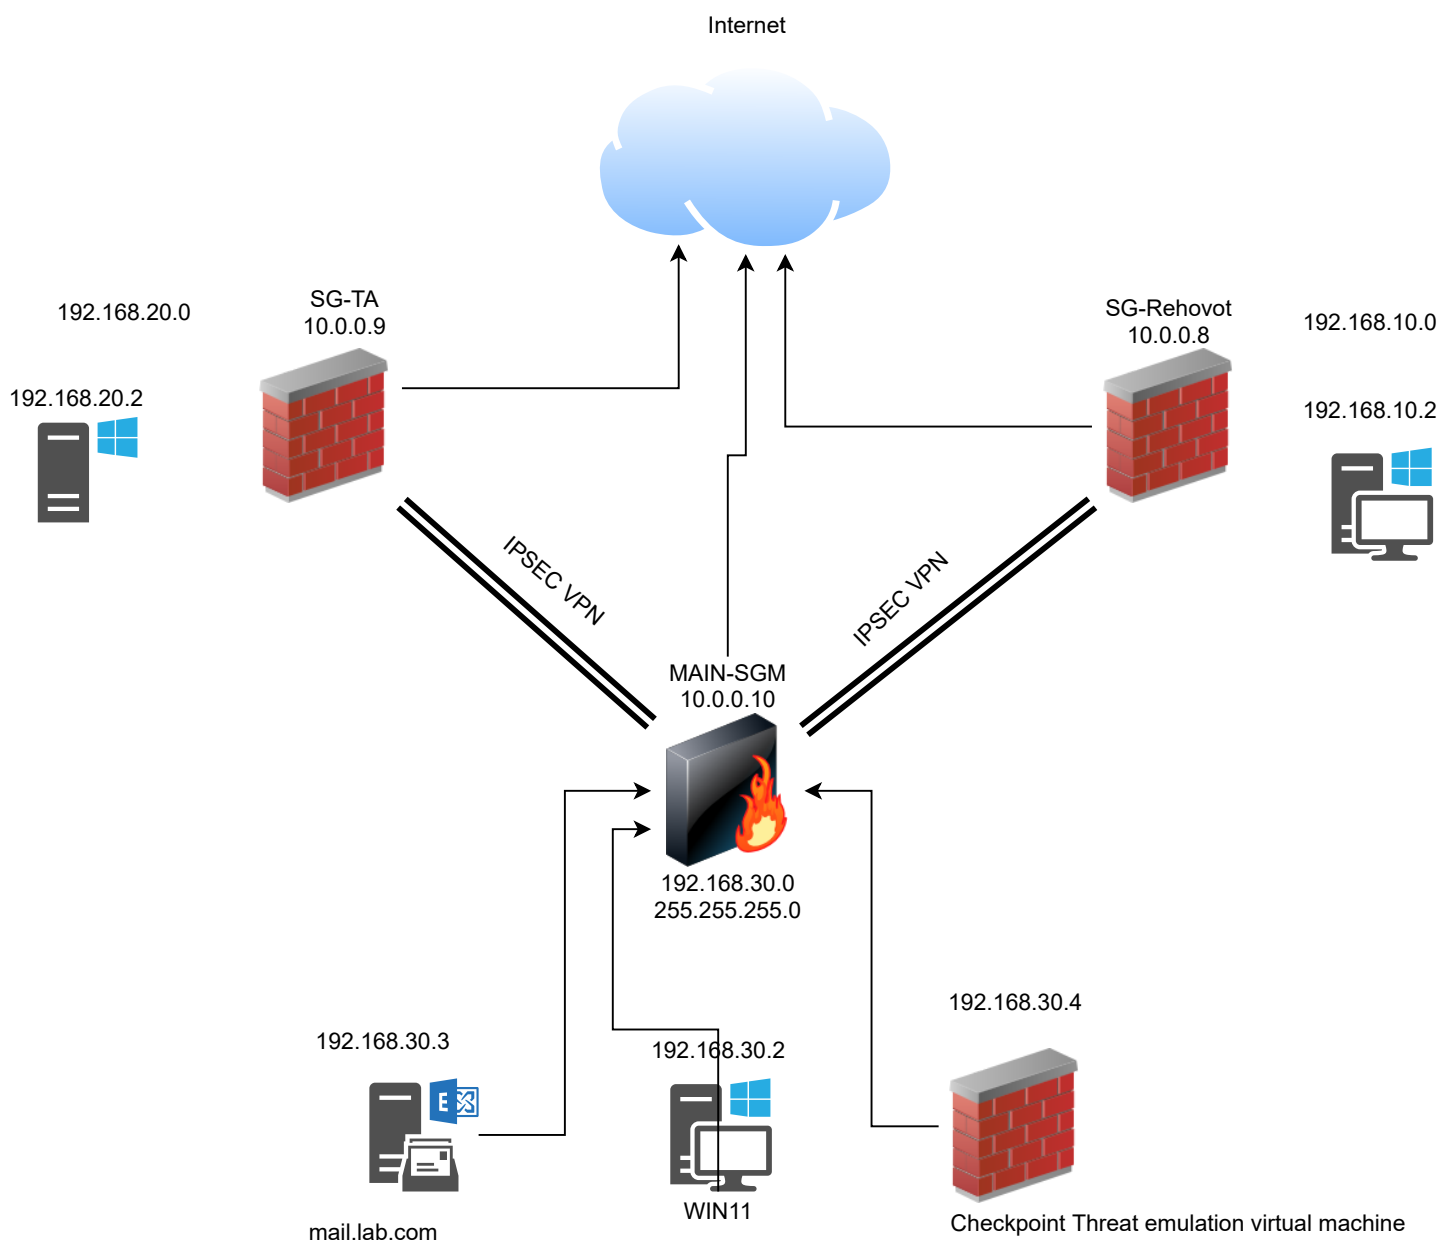 Internet
SG-TA
10.0.0.9
192.168.20.0
192.168.20.2
SG-Rehovot
10.0.0.8
192.168.10.0
192.168.10.2
IPSEC VPN
IPSEC VPN
MAIN-SGM
10.0.0.10
192.168.30.0
255.255.255.0
192.168.30.3
E
mail.lab.com
192.168.30.2
WIN11
192.168.30.4
Checkpoint Threat emulation virtual machine